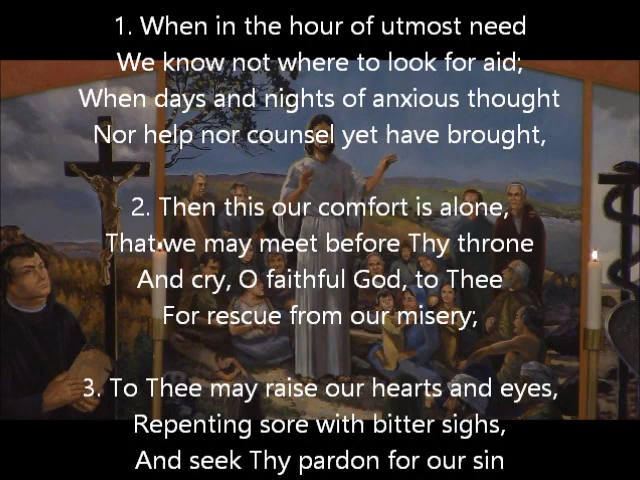 1. When in the hour of utmost need
We know not where to look for aid;
When days and nights of anxious thought
Nor help nor counsel yet have brought,
2. Then this our comfort is alone,
That we may meet before Thy throne
And cry, O faithful God, to Thee
For rescue from our misery;
3. To Thee may raise our hearts and eyes,
Repenting sore with bitter sighs,
And seek Thy pardon for our sin